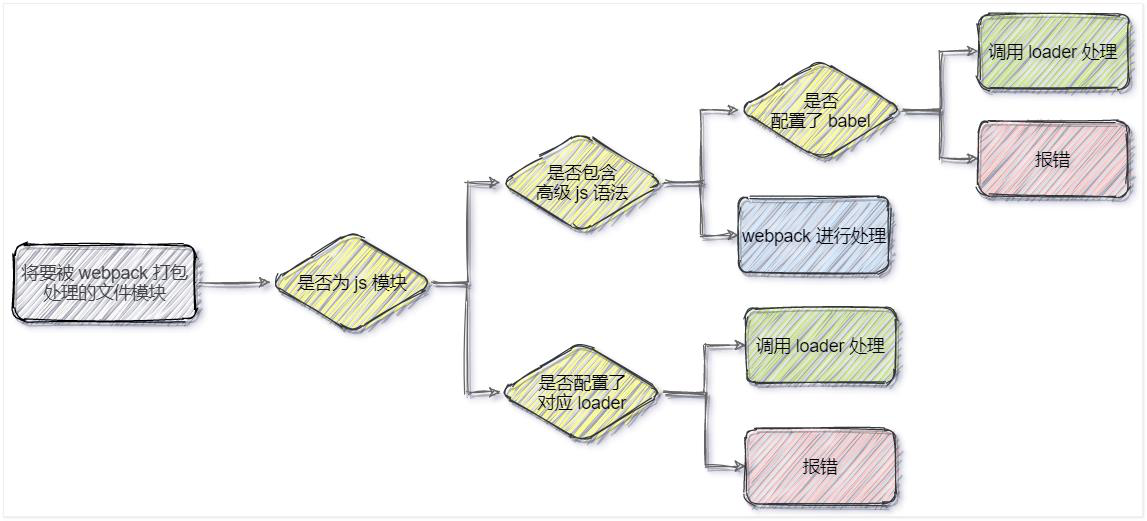 将要被 webpack 打包
处理的文件模块
是否为 js 模块
是否包含
高级 js 语法
是否
配置了 babel
调用 loader 处理
报错
webpack 进行处理
是否配置了
对应 loader
调用 loader 处理
报错